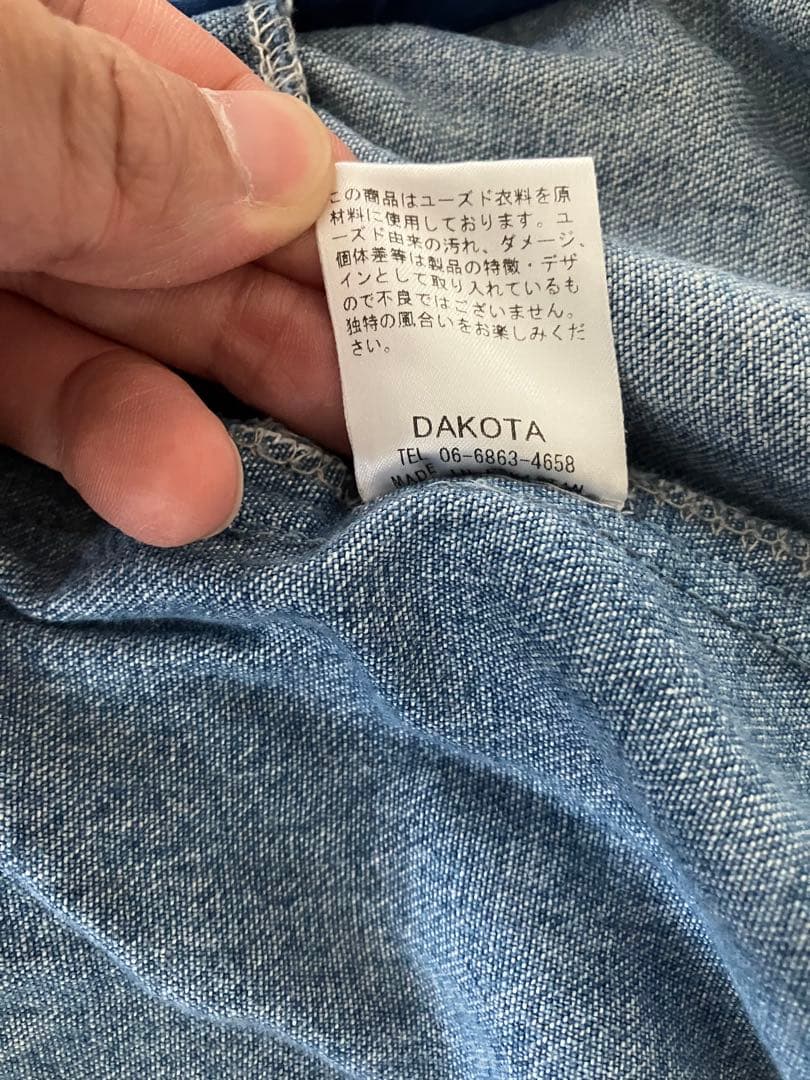 この商品はユーズド衣料を原
材料に使用しております。ユ
ーズド由来の汚れ、ダメージ、
個体差等は製品の特徴・デザ
インとして取り入れているも
ので不良ではございません。
独特の風合いをお楽しみくだ
さい。
DAKOTA
TEL 06-6863-4658
MADE IN